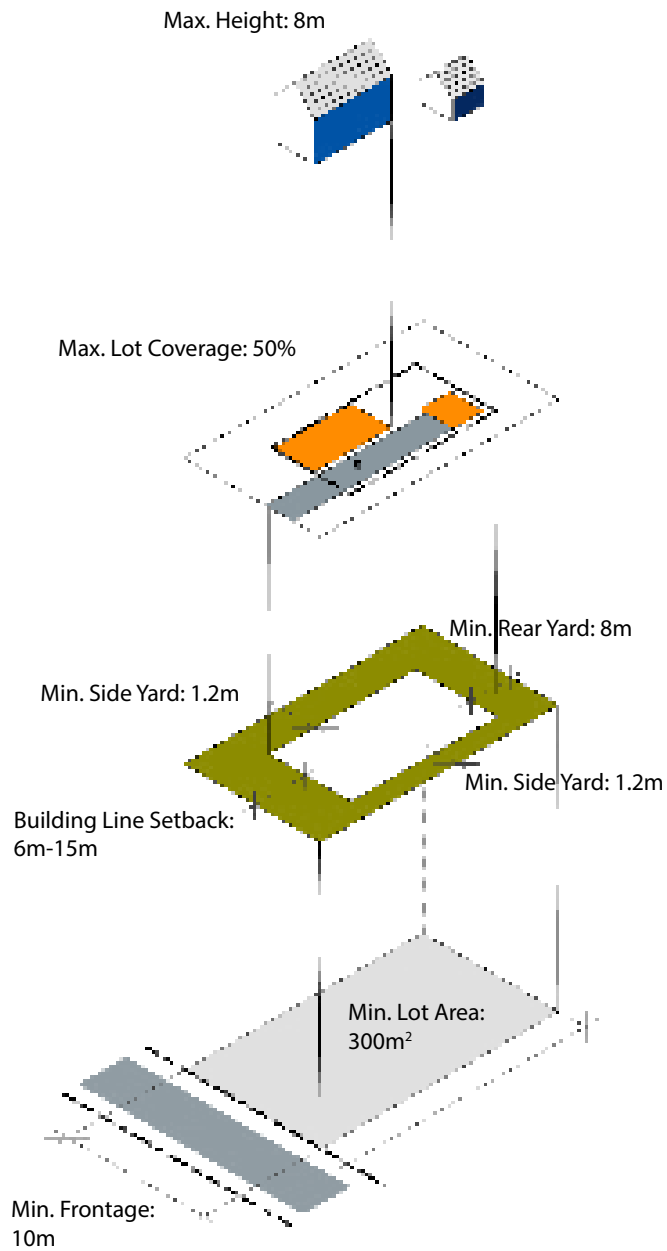 Max. Height: 8m
Max. Lot Coverage: 50%
Min. Rear Yard: 8m
Min. Side Yard: 1.2m
Min. Side Yard: 1.2m
Building Line Setback:
6m-15m
Min. Lot Area:
300m²
Min. Frontage:
10m